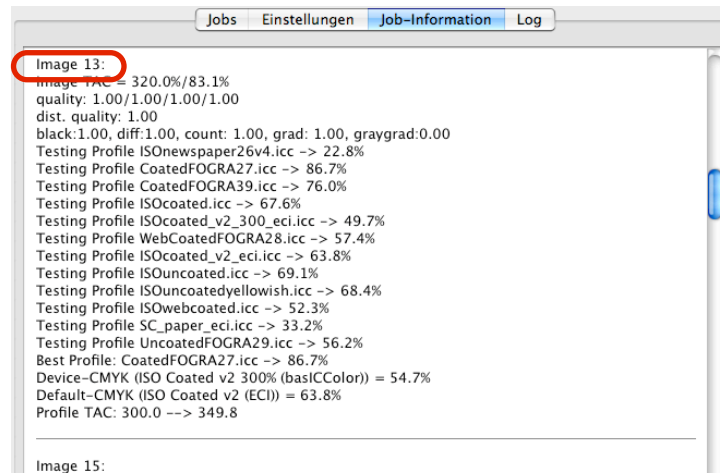 Jobs Einstellungen Job-Information Log
Image 13:
Image TAC = 320.0%/83.1%
quality: 1.00/1.00/1.00/1.00
dist. quality: 1.00
black:1.00, diff:1.00, count: 1.00, grad: 1.00, graygrad:0.00
Testing Profile ISOnewspaper26v4.icc -> 22.8%
Testing Profile CoatedFOGRA27.icc -> 86.7%
Testing Profile CoatedFOGRA39.icc -> 76.0%
Testing Profile ISOcoated.icc -> 67.6%
Testing Profile ISOcoated_v2_300_eci.icc -> 49.7%
Testing Profile WebCoatedFOGRA28.icc -> 57.4%
Testing Profile ISOcoated_v2_eci.icc -> 63.8%
Testing Profile ISOuncoated.icc -> 69.1%
Testing Profile ISOuncoatedyellowish.icc -> 68.4%
Testing Profile ISOwebcoated.icc -> 52.3%
Testing Profile SC_paper_eci.icc -> 33.2%
Testing Profile UncoatedFOGRA29.icc -> 56.2%
Best Profile: CoatedFOGRA27.icc -> 86.7%
Device-CMYK (ISO Coated v2 300% (basICColor)) = 54.7%
Default-CMYK (ISO Coated v2 (ECI)) = 63.8%
Profile TAC: 300.0 --> 349.8
Image 15: